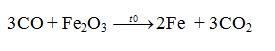 3CO + Fe₂O₃ —t0→ 2Fe + 3CO₂